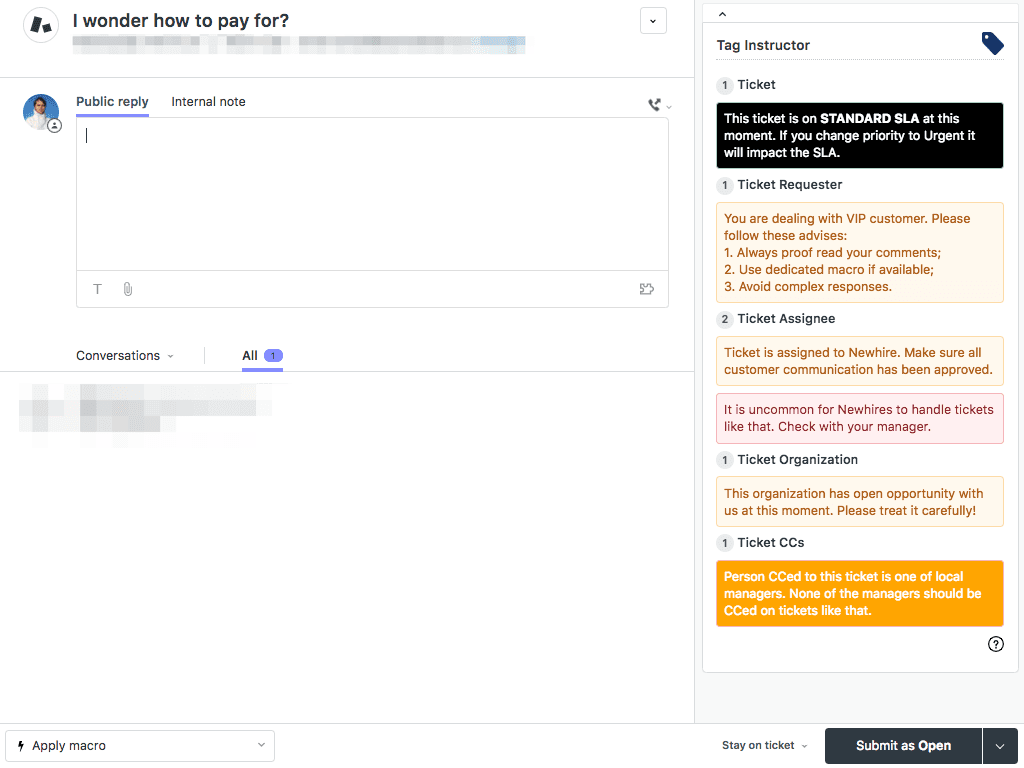 I wonder how to pay for?
Public reply
Internal note
T
Conversations
All 1
Apply macro
Stay on ticket
Submit as Open
Tag Instructor
1 Ticket
This ticket is on STANDARD SLA at this
moment. If you change priority to Urgent it
will impact the SLA.
1 Ticket Requester
You are dealing with VIP customer. Please
follow these advises:
1. Always proof read your comments;
2. Use dedicated macro if available;
3. Avoid complex responses.
2 Ticket Assignee
Ticket is assigned to Newhire. Make sure all
customer communication has been approved.
It is uncommon for Newhires to handle tickets
like that. Check with your manager.
1 Ticket Organization
This organization has open opportunity with
us at this moment. Please treat it carefully!
1 Ticket CCs
Person CCed to this ticket is one of local
managers. None of the managers should be
CCed on tickets like that.
?